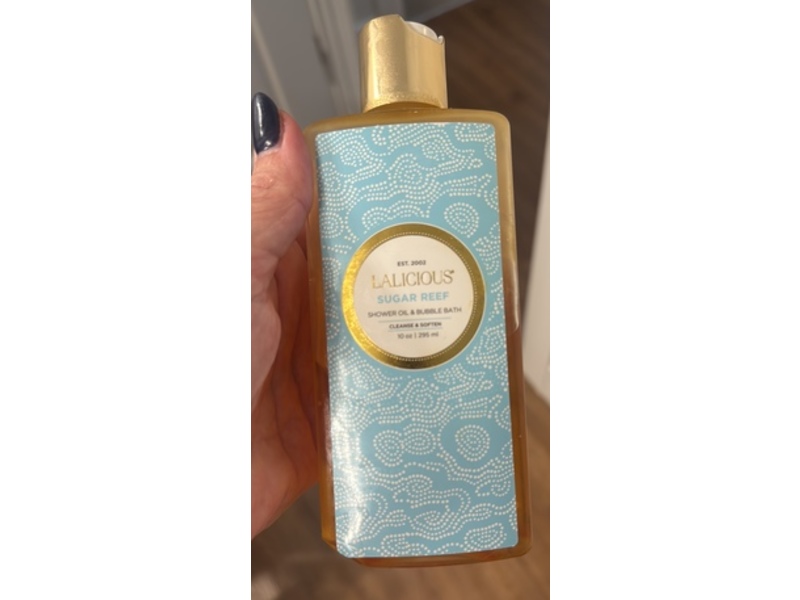 EST. 2002
LALICIOUS®
SUGAR REEF
SHOWER OIL & BUBBLE BATH
CLEANSE & SOFTEN
10 oz | 295 ml